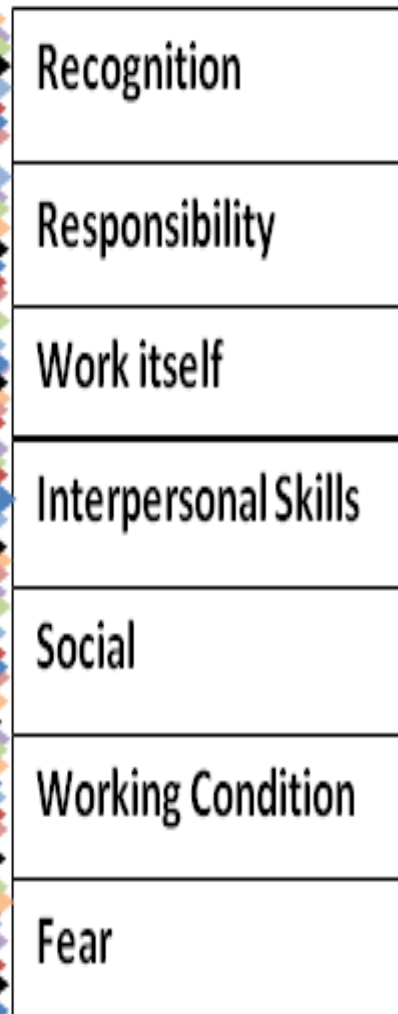 Recognition
Responsibility
Work itself
Interpersonal Skills
Social
Working Condition
Fear